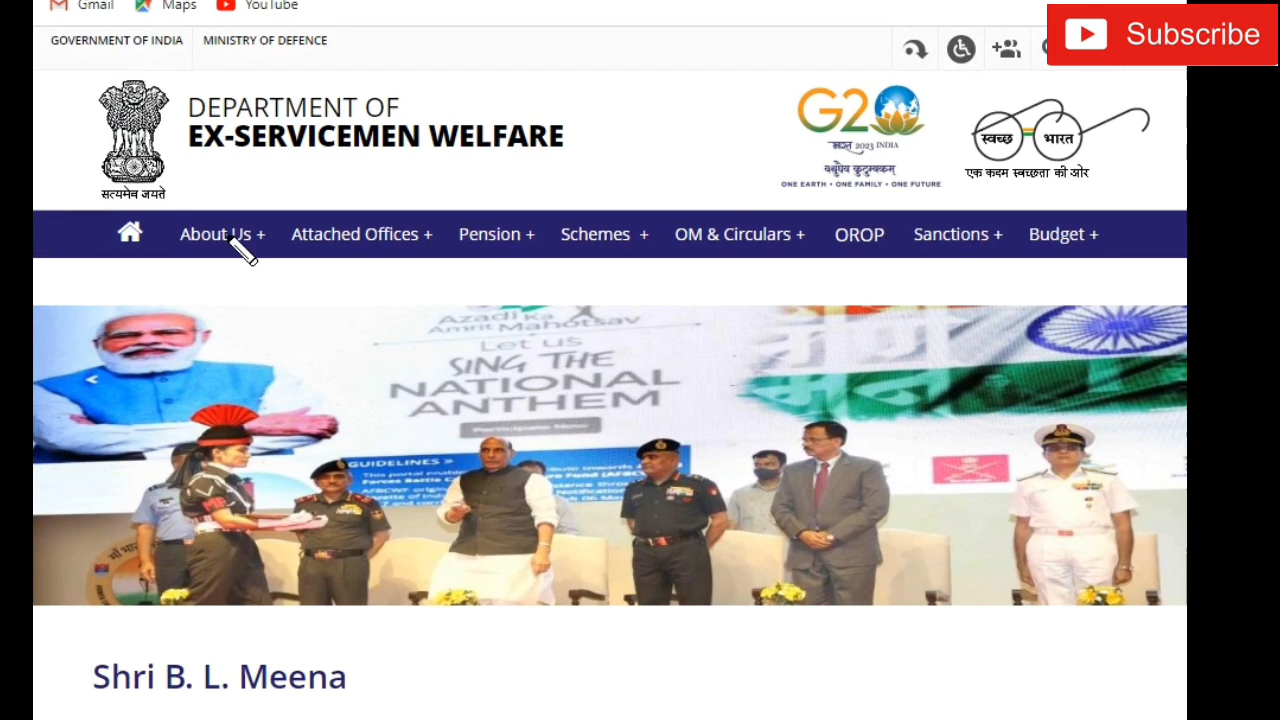 Gmail Maps YouTube
Subscribe
GOVERNMENT OF INDIA MINISTRY OF DEFENCE
DEPARTMENT OF
EX-SERVICEMEN WELFARE
सत्यमेव जयते
G20
भारत 2023 INDIA
वसुधैव कुटुम्बकम्
ONE EARTH • ONE FAMILY • ONE FUTURE
स्वच्छ भारत
एक कदम स्वच्छता की ओर
About Us + Attached Offices + Pension + Schemes + OM & Circulars + OROP Sanctions + Budget +
Azadi Ka
Amrit Mahotsav
Let us
SING THE
NATIONAL
ANTHEM
Participate Now
GUIDELINES »
Shri B. L. Meena